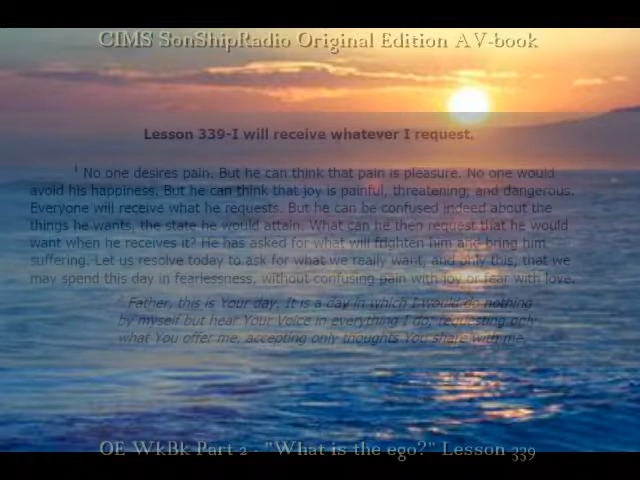 CIMS SonShipRadio Original Edition AV-book
Lesson 339-I will receive whatever I request.
1 No one desires pain. But he can think that pain is pleasure. No one would
avoid his happiness. But he can think that joy is painful, threatening, and dangerous.
Everyone will receive what he requests. But he can be confused indeed about the
things he wants, the state he would attain. What can he then request that he would
want when he receives it? He has asked for what will frighten him and bring him
suffering. Let us resolve today to ask for what we really want, and only this, that we
may spend this day in fearlessness, without confusing pain with joy or fear with love.
2 Father, this is Your day. It is a day in which I would do nothing
by myself but hear Your Voice in everything I do, requesting only
what You offer me, accepting only thoughts You share with me.
OE WkBk Part 2 - "What is the ego?" Lesson 339